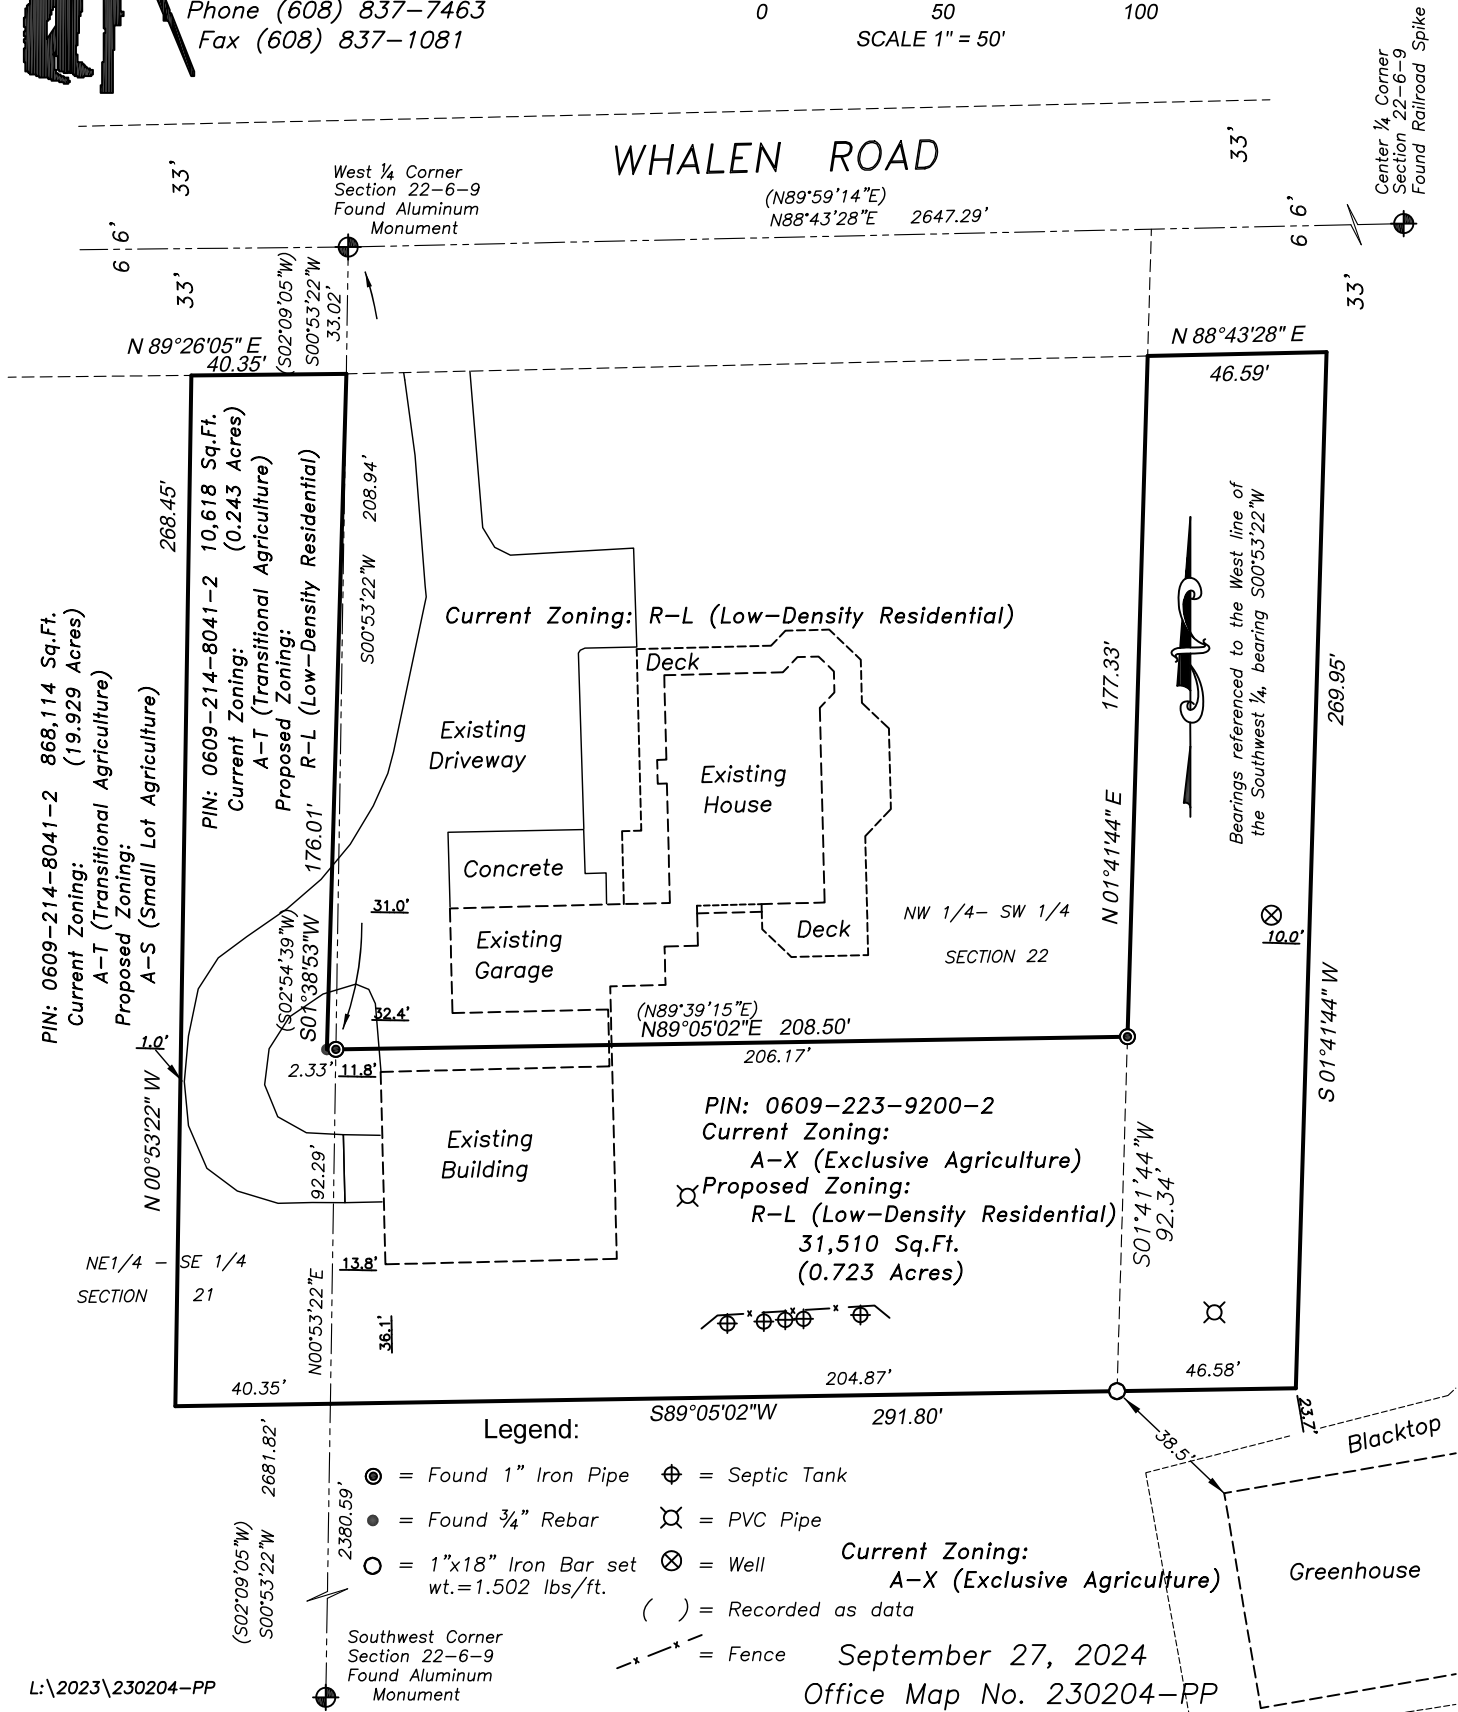 Phone (608) 837-7463
Fax (608) 837-1081
0 50 100
SCALE 1" = 50'
Center ¼ Corner
Section 22-6-9
Found Railroad Spike
WHALEN ROAD
(N89°59'14"E)
N88°43'28"E 2647.29'
33'
33'
West ¼ Corner
Section 22-6-9
Found Aluminum
Monument
6 6'
6 6'
33'
33'
(S02°09'05"W)
S00°53'22"W
33.02'
N 89°26'05" E
40.35'
N 88°43'28" E
46.59'
268.45'
PIN: 0609-214-8041-2 10,618 Sq.Ft.
(0.243 Acres)
Current Zoning:
A-T (Transitional Agriculture)
Proposed Zoning:
R-L (Low-Density Residential)
S00°53'22"W 208.94'
PIN: 0609-214-8041-2 868,114 Sq.Ft.
(19.929 Acres)
Current Zoning:
A-T (Transitional Agriculture)
Proposed Zoning:
A-S (Small Lot Agriculture)
Current Zoning: R-L (Low-Density Residential)
Deck
Existing
Driveway
Existing
House
Concrete
Existing
Garage
Deck
NW 1/4- SW 1/4
SECTION 22
N 01°41'44" E 177.33'
Bearings referenced to the West line of
the Southwest ¼, bearing S00°53'22"W
269.95'
S 01°41'44" W
10.0'
(S02°54'39"W)
S01°38'53"W 176.01'
31.0'
32.4'
(N89°39'15"E)
N89°05'02"E 208.50'
206.17'
1.0'
2.33'
11.8'
N 00°53'22" W
Existing
Building
92.29'
PIN: 0609-223-9200-2
Current Zoning:
A-X (Exclusive Agriculture)
Proposed Zoning:
R-L (Low-Density Residential)
31,510 Sq.Ft.
(0.723 Acres)
S01°41'44"W
92.34'
NE1/4 - SE 1/4
SECTION 21
13.8'
N00°53'22"E
36.1'
40.35'
204.87'
46.58'
S89°05'02"W 291.80'
23.7'
38.5'
Blacktop
Greenhouse
(S02°09'05"W)
S00°53'22"W 2681.82'
2380.59'
Legend:
= Found 1" Iron Pipe
= Septic Tank
= Found ¾" Rebar
= PVC Pipe
= 1"x18" Iron Bar set
wt.=1.502 lbs/ft.
= Well
( ) = Recorded as data
= Fence
Current Zoning:
A-X (Exclusive Agriculture)
Southwest Corner
Section 22-6-9
Found Aluminum
Monument
September 27, 2024
Office Map No. 230204-PP
L:\2023\230204-PP